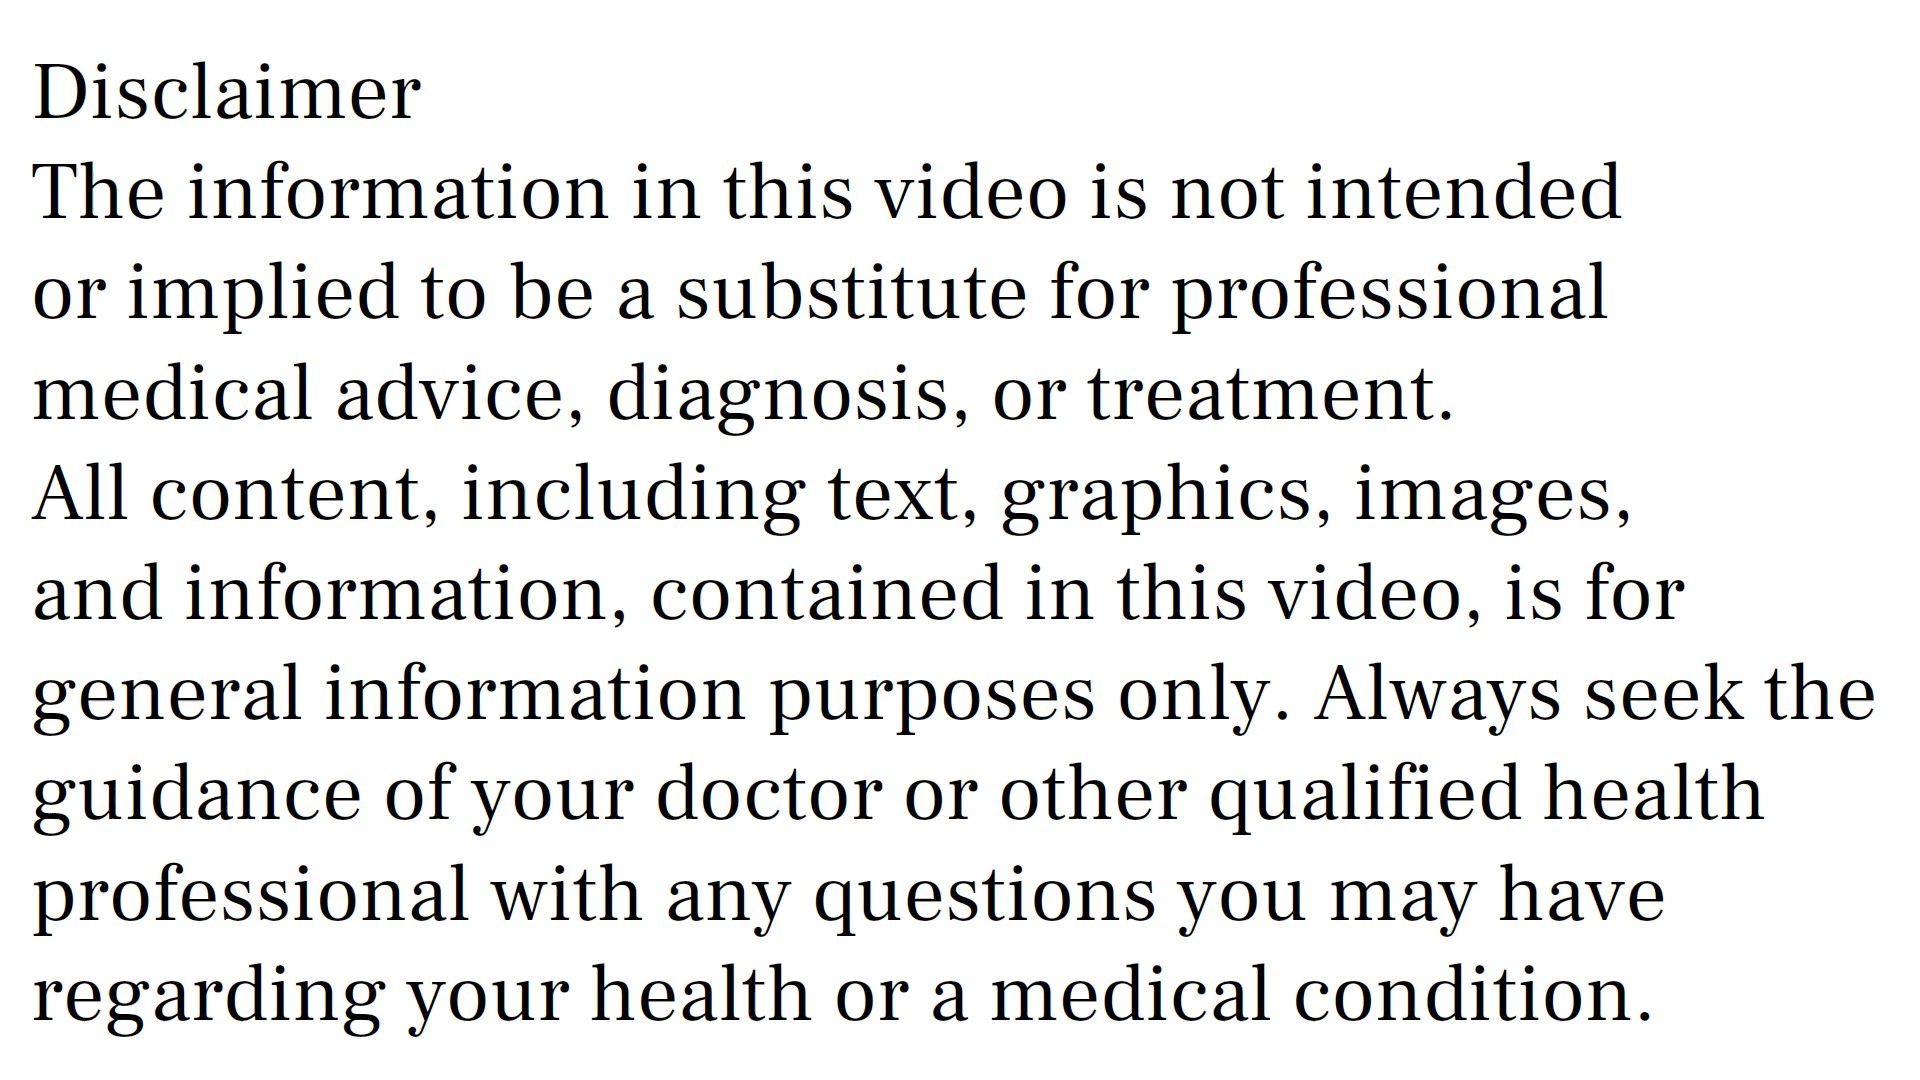 Disclaimer
The information in this video is not intended
or implied to be a substitute for professional
medical advice, diagnosis, or treatment.
All content, including text, graphics, images,
and information, contained in this video, is for
general information purposes only. Always seek the
guidance of your doctor or other qualified health
professional with any questions you may have
regarding your health or a medical condition.